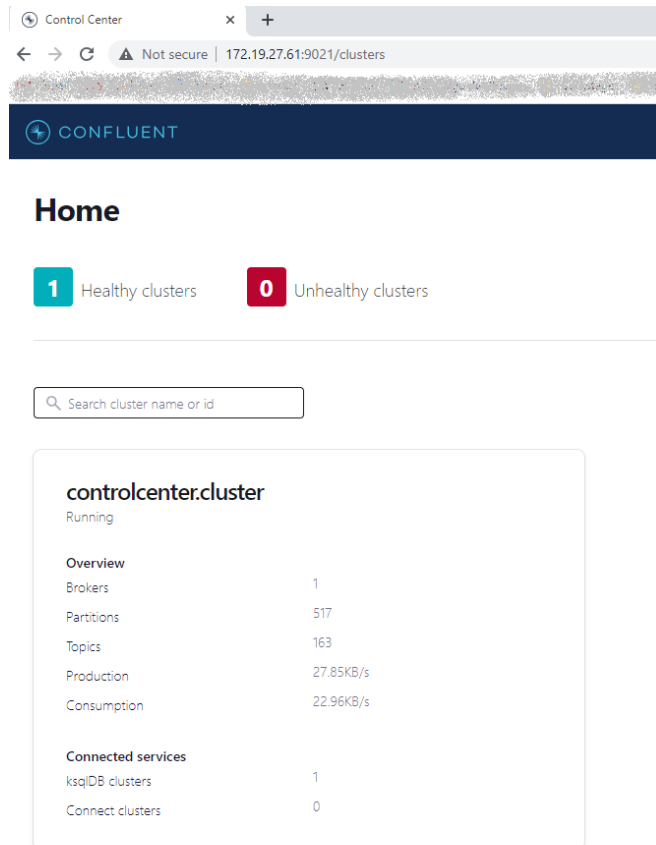 Control Center
Not secure | 172.19.27.61:9021/clusters
CONFLUENT
Home
1 Healthy clusters 0 Unhealthy clusters
Search cluster name or id
controlcenter.cluster
Running
Overview
Brokers 1
Partitions 517
Topics 163
Production 27.85KB/s
Consumption 22.96KB/s
Connected services
ksqlDB clusters 1
Connect clusters 0